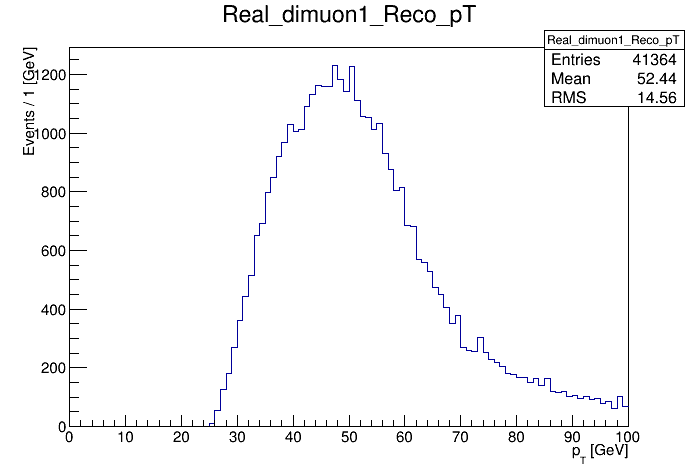 Real_dimuon1_Reco_pT
Real_dimuon1_Reco_pT
Entries 41364
Mean 52.44
RMS 14.56
Events / 1 [GeV]
1200
1000
800
600
400
200
0
0 10 20 30 40 50 60 70 80 90 100
p_T [GeV]